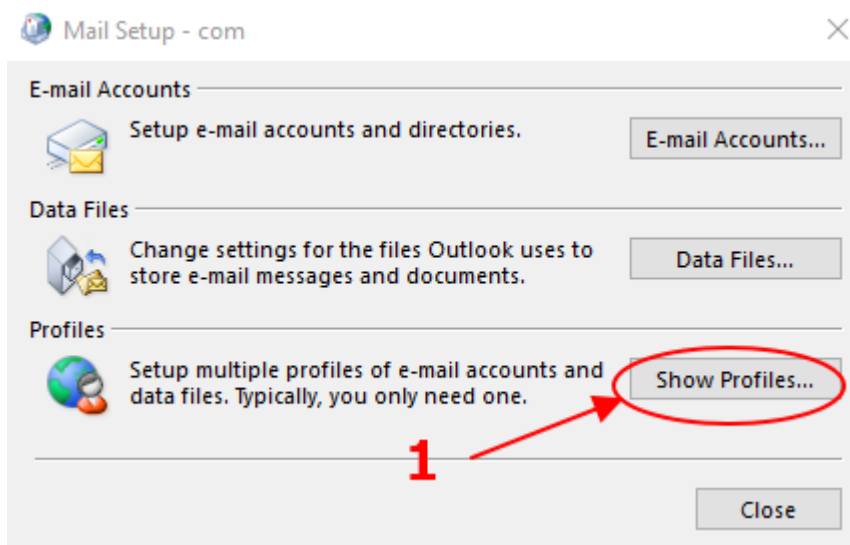 Mail Setup - com
E-mail Accounts
Setup e-mail accounts and directories.
E-mail Accounts...
Data Files
Change settings for the files Outlook uses to
store e-mail messages and documents.
Data Files...
Profiles
Setup multiple profiles of e-mail accounts and
data files. Typically, you only need one.
Show Profiles...
1
Close